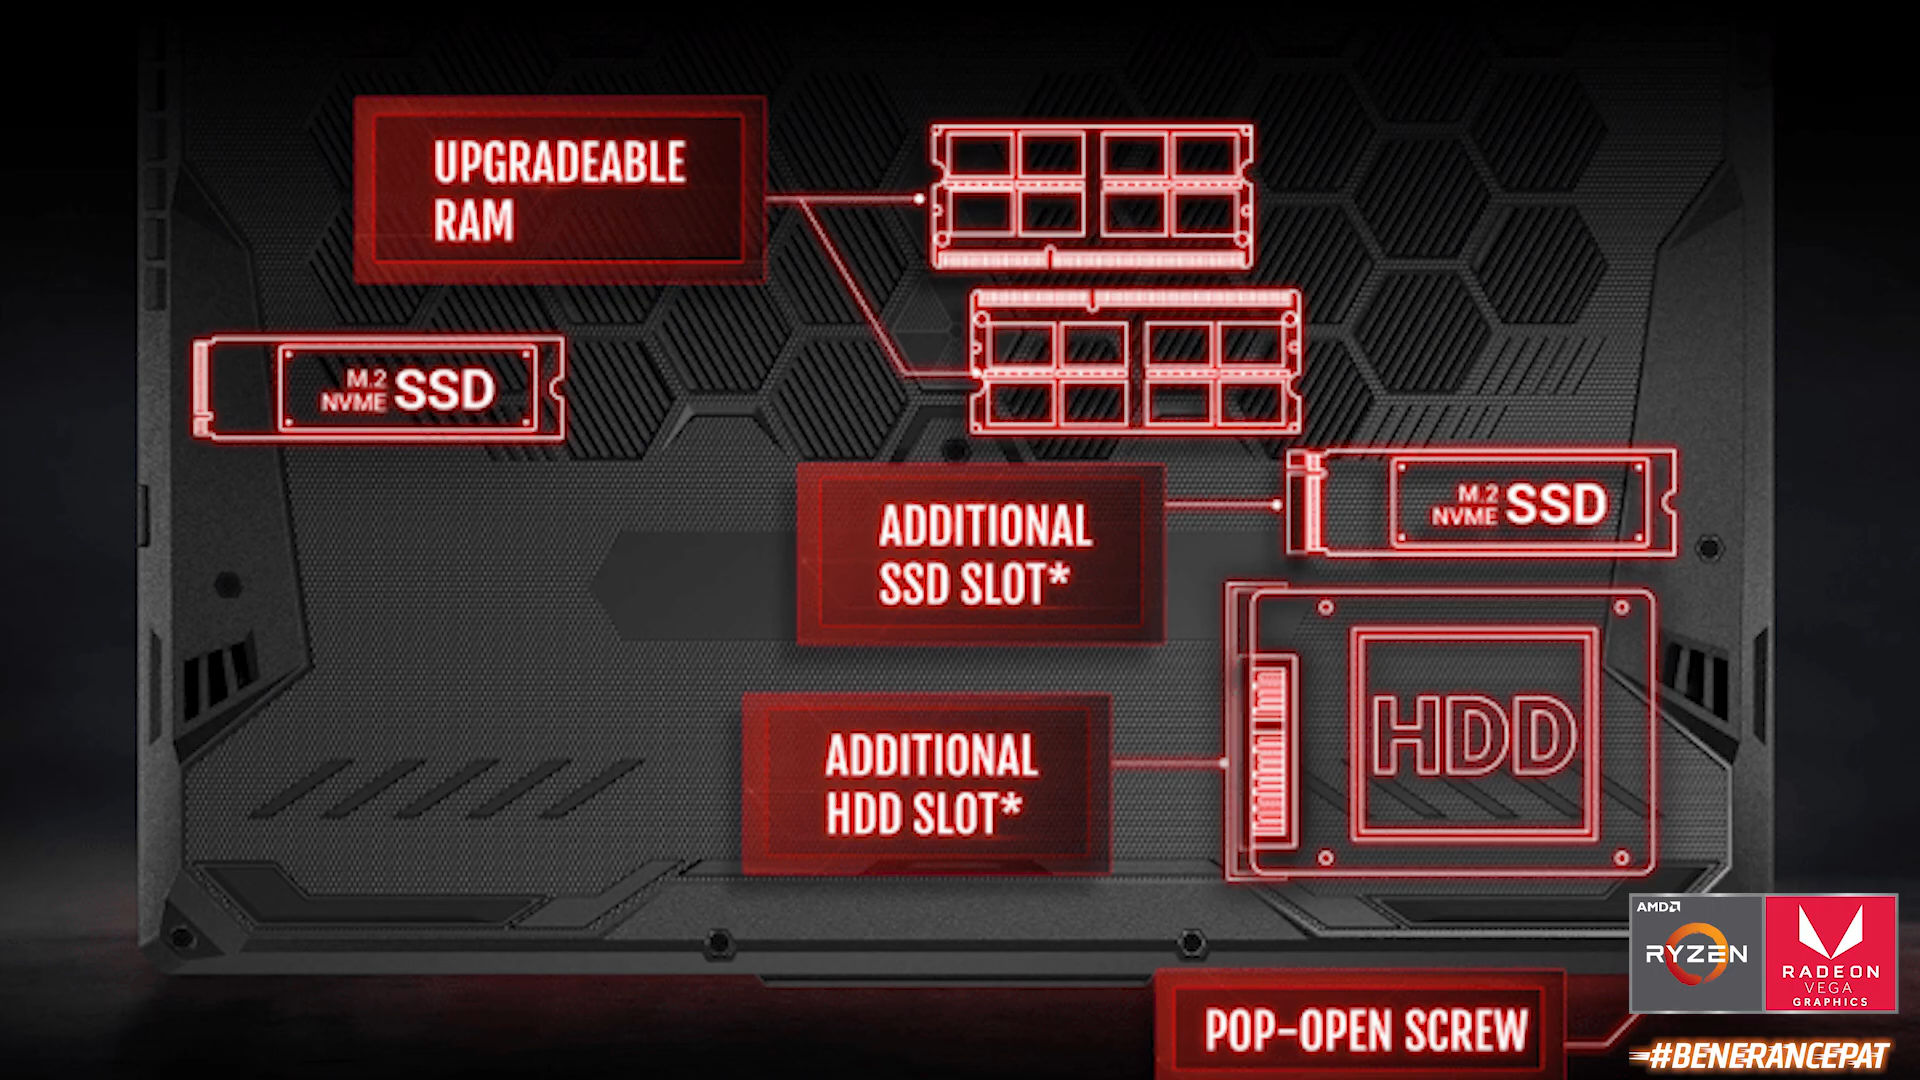 UPGRADEABLE
RAM
M.2
NVME SSD
ADDITIONAL
SSD SLOT*
M.2
NVME SSD
ADDITIONAL
HDD SLOT*
HDD
POP-OPEN SCREW
AMD
RYZEN
RADEON
VEGA
GRAPHICS
#BENERANCEPAT